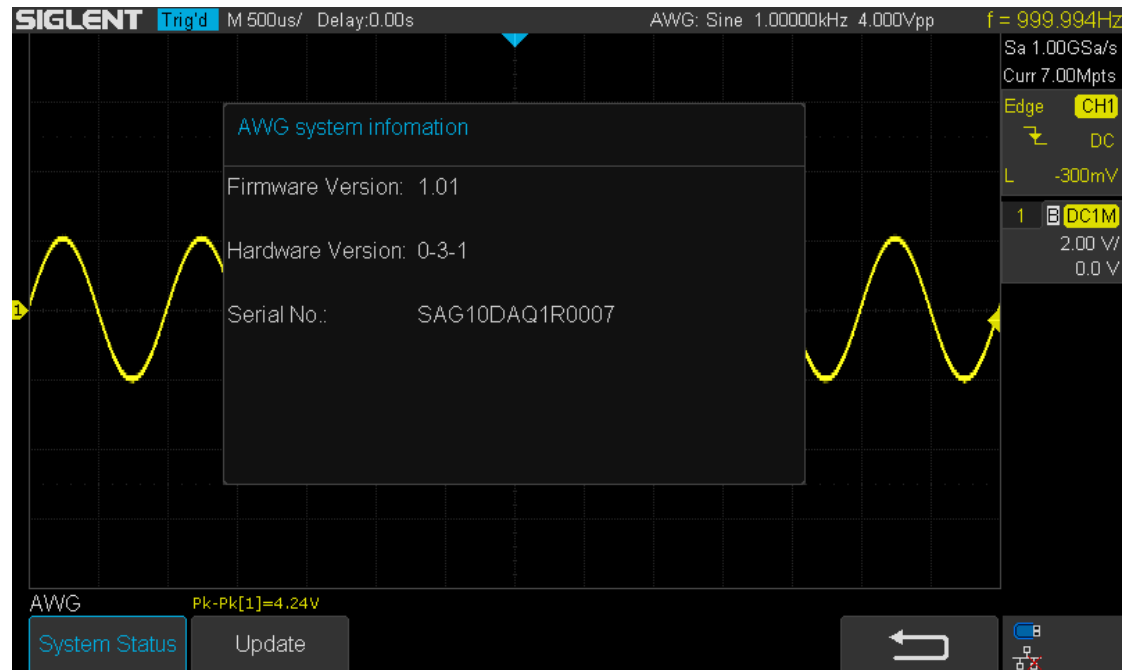 SIGLENT Trig'd M 500us/ Delay:0.00s AWG: Sine 1.00000kHz 4.000Vpp f = 999.994Hz
Sa 1.00GSa/s
Curr 7.00Mpts
Edge CH1
DC
L -300mV
1 B DC1M
2.00 V/
0.0 V
AWG system infomation
Firmware Version: 1.01
Hardware Version: 0-3-1
Serial No.: SAG10DAQ1R0007
1
AWG Pk-Pk[1]=4.24V
System Status Update